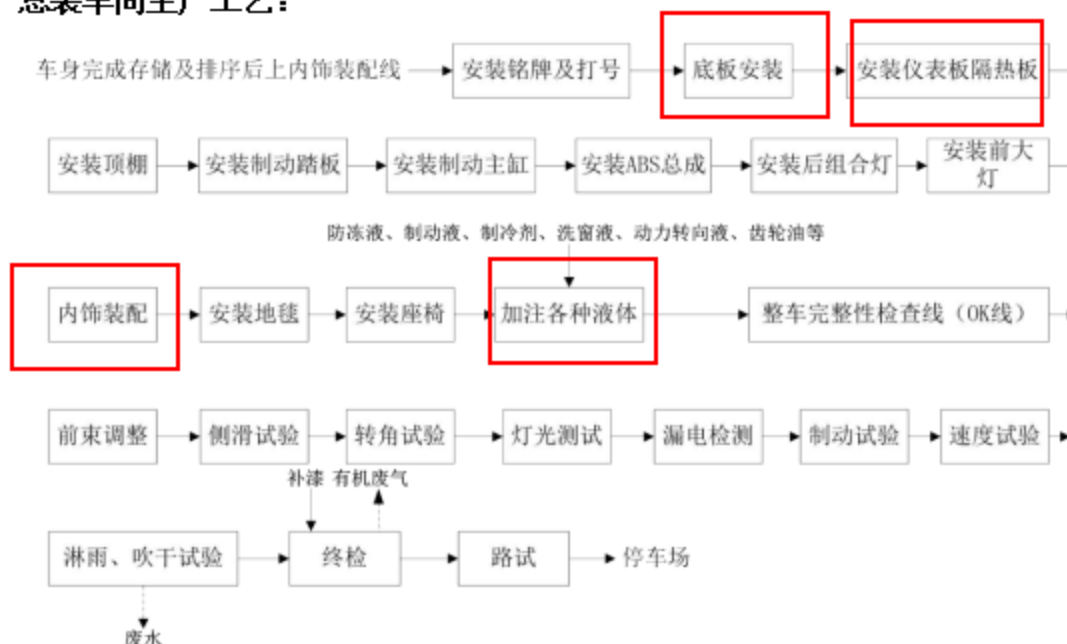 总装车间生产工艺：
车身完成存储及排序后上内饰装配线 安装铭牌及打号 底板安装 安装仪表板隔热板
安装顶棚 安装制动踏板 安装制动主缸 安装ABS总成 安装后组合灯 安装前大
灯
防冻液、制动液、制冷剂、洗窗液、动力转向液、齿轮油等
内饰装配 安装地毯 安装座椅 加注各种液体 整车完整性检查线（OK线）
前束调整 侧滑试验 转角试验 灯光测试 漏电检测 制动试验 速度试验
补漆 有机废气
淋雨、吹干试验 终检 路试 停车场
废水